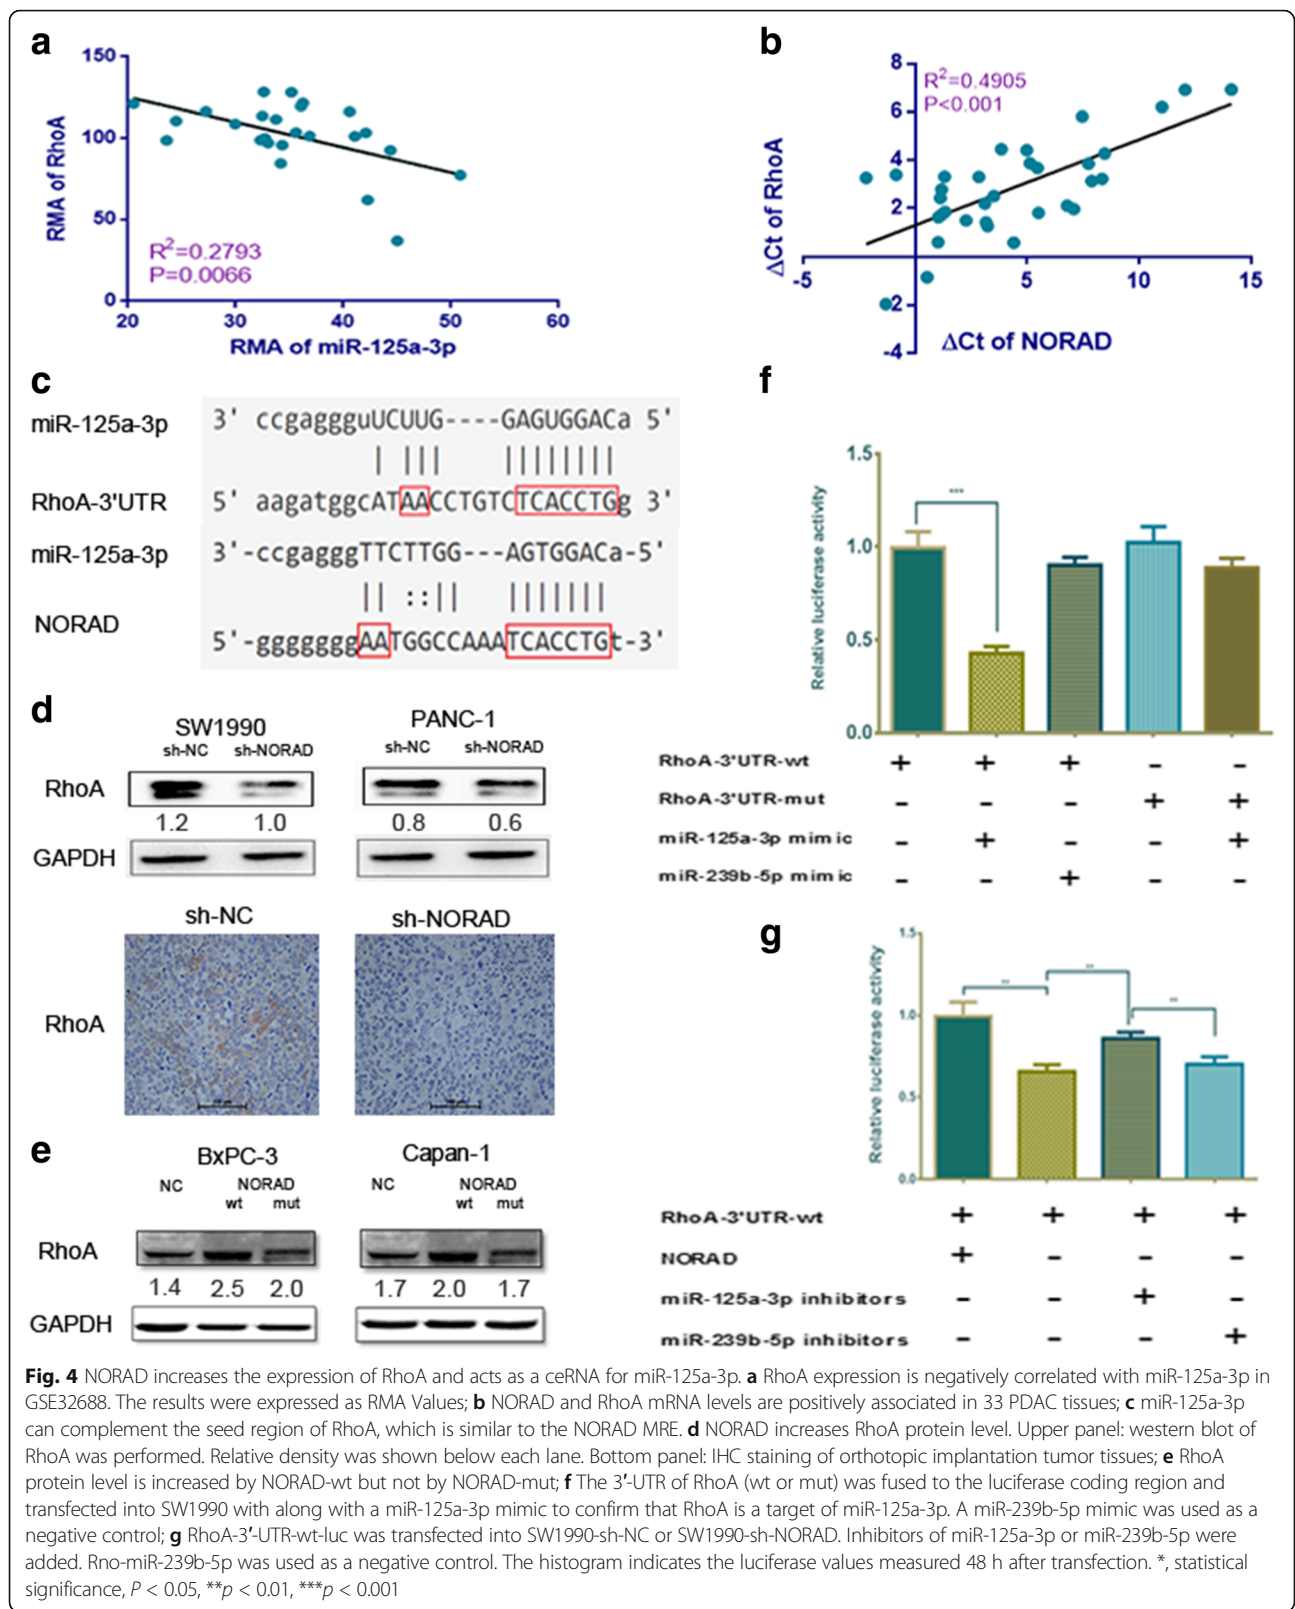 a
150
100
50
0
20 30 40 50 60
RMA of RhoA
R²=0.2793
P=0.0066
RMA of miR-125a-3p
b
8
6
4
2
-2
-4
-5 5 10 15
ΔCt of RhoA
R²=0.4905
P<0.001
ΔCt of NORAD
c
miR-125a-3p 3' ccgaggguUCUUG----GAGUGGACa 5'
| ||| ||||||||
RhoA-3'UTR 5' aagatggcATAACCTGTCTCACCTGg 3'
miR-125a-3p 3'-ccgagggTTCTTGG---AGTGGACa-5'
|| ::|| |||||||
NORAD 5'-gggggggAATGGCCAAATCACCTGt-3'
d
SW1990 PANC-1
sh-NC sh-NORAD sh-NC sh-NORAD
RhoA
1.2 1.0 0.8 0.6
GAPDH
sh-NC sh-NORAD
RhoA
e
BxPC-3 Capan-1
NC NORAD NC NORAD
wt mut wt mut
RhoA
1.4 2.5 2.0 1.7 2.0 1.7
GAPDH
f
1.5
1.0
0.5
0.0
Relative luciferase activity
***
RhoA-3'UTR-wt + + + - -
RhoA-3'UTR-mut - - - + +
miR-125a-3p mimic - + - - +
miR-239b-5p mimic - - + - -
g
1.5
1.0
0.5
0.0
Relative luciferase activity
** ** **
RhoA-3'UTR-wt + + + +
NORAD + - - -
miR-125a-3p inhibitors - - + -
miR-239b-5p inhibitors - - - +
Fig. 4 NORAD increases the expression of RhoA and acts as a ceRNA for miR-125a-3p. a RhoA expression is negatively correlated with miR-125a-3p in
GSE32688. The results were expressed as RMA Values; b NORAD and RhoA mRNA levels are positively associated in 33 PDAC tissues; c miR-125a-3p
can complement the seed region of RhoA, which is similar to the NORAD MRE. d NORAD increases RhoA protein level. Upper panel: western blot of
RhoA was performed. Relative density was shown below each lane. Bottom panel: IHC staining of orthotopic implantation tumor tissues; e RhoA
protein level is increased by NORAD-wt but not by NORAD-mut; f The 3′-UTR of RhoA (wt or mut) was fused to the luciferase coding region and
transfected into SW1990 with along with a miR-125a-3p mimic to confirm that RhoA is a target of miR-125a-3p. A miR-239b-5p mimic was used as a
negative control; g RhoA-3′-UTR-wt-luc was transfected into SW1990-sh-NC or SW1990-sh-NORAD. Inhibitors of miR-125a-3p or miR-239b-5p were
added. Rno-miR-239b-5p was used as a negative control. The histogram indicates the luciferase values measured 48 h after transfection. *, statistical
significance, P < 0.05, **p < 0.01, ***p < 0.001